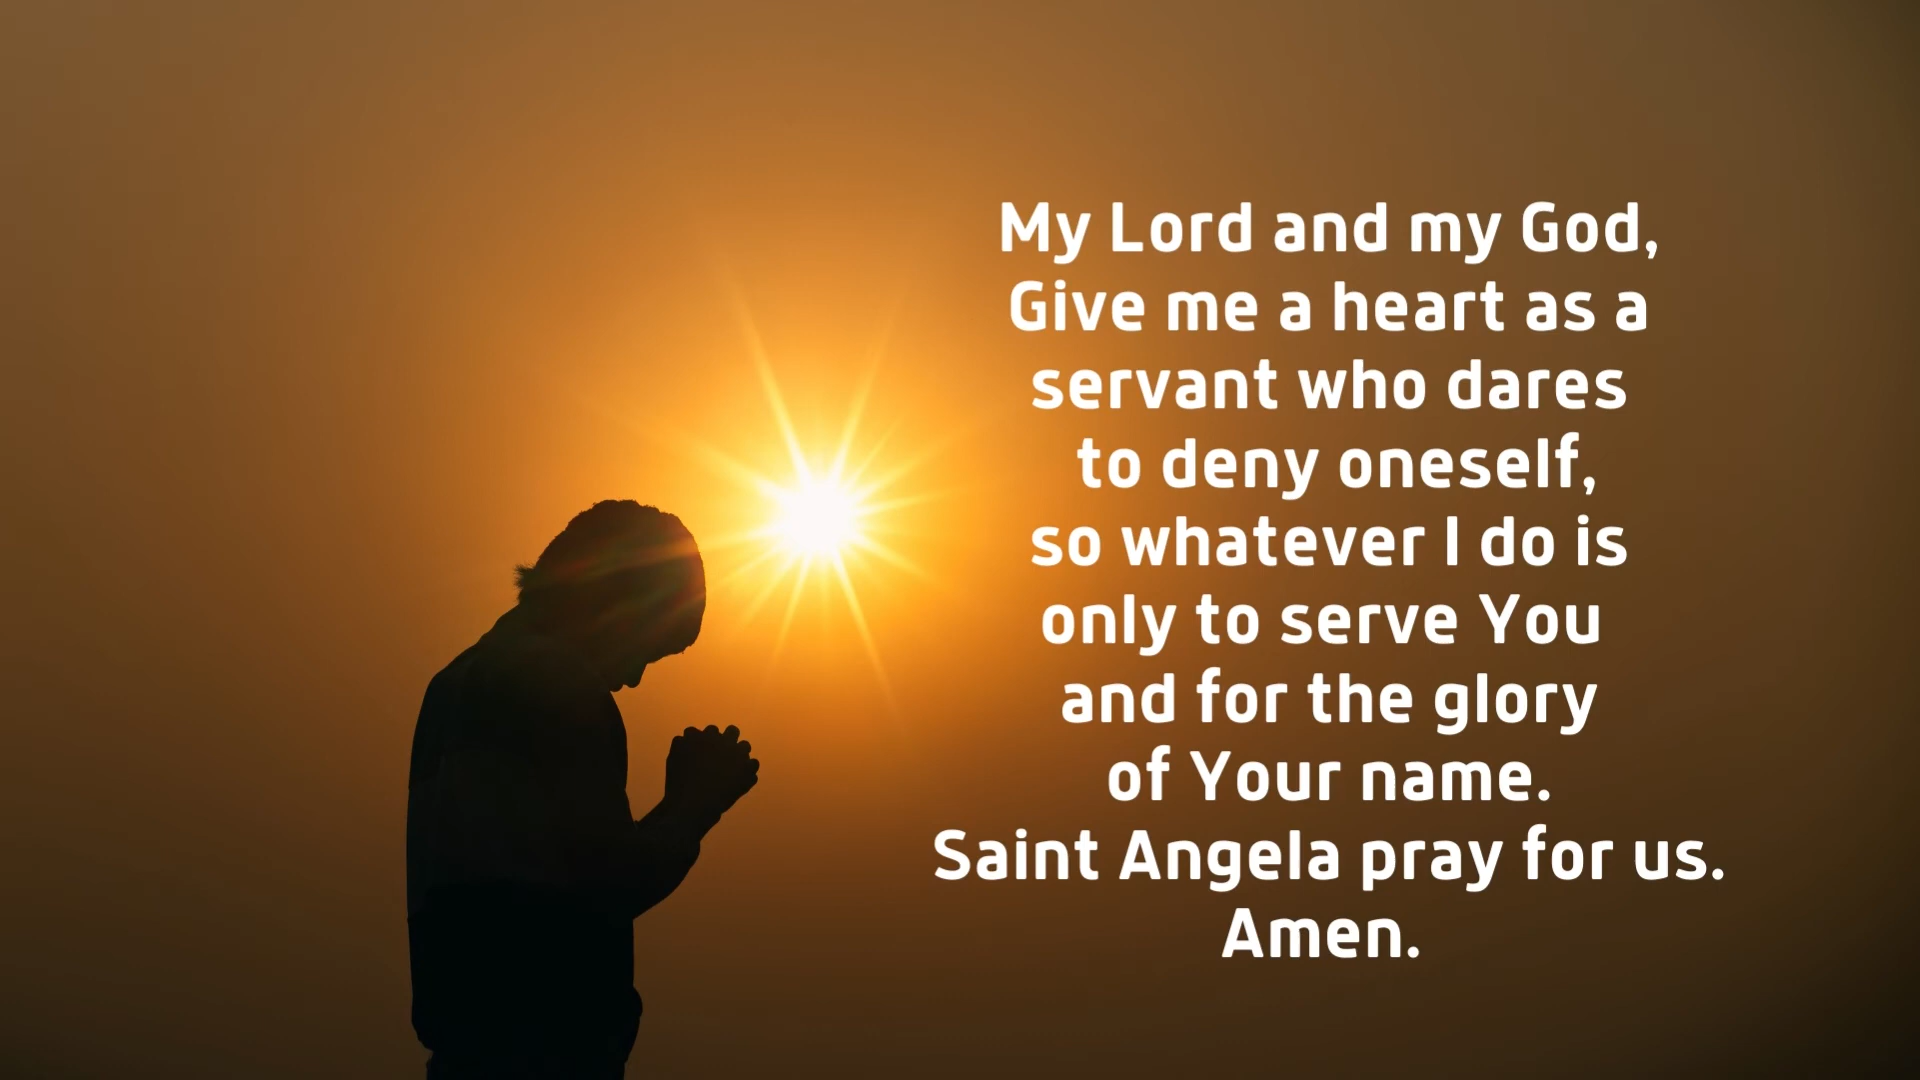 My Lord and my God,
Give me a heart as a
servant who dares
to deny oneself,
so whatever I do is
only to serve You
and for the glory
of Your name.
Saint Angela pray for us.
Amen.